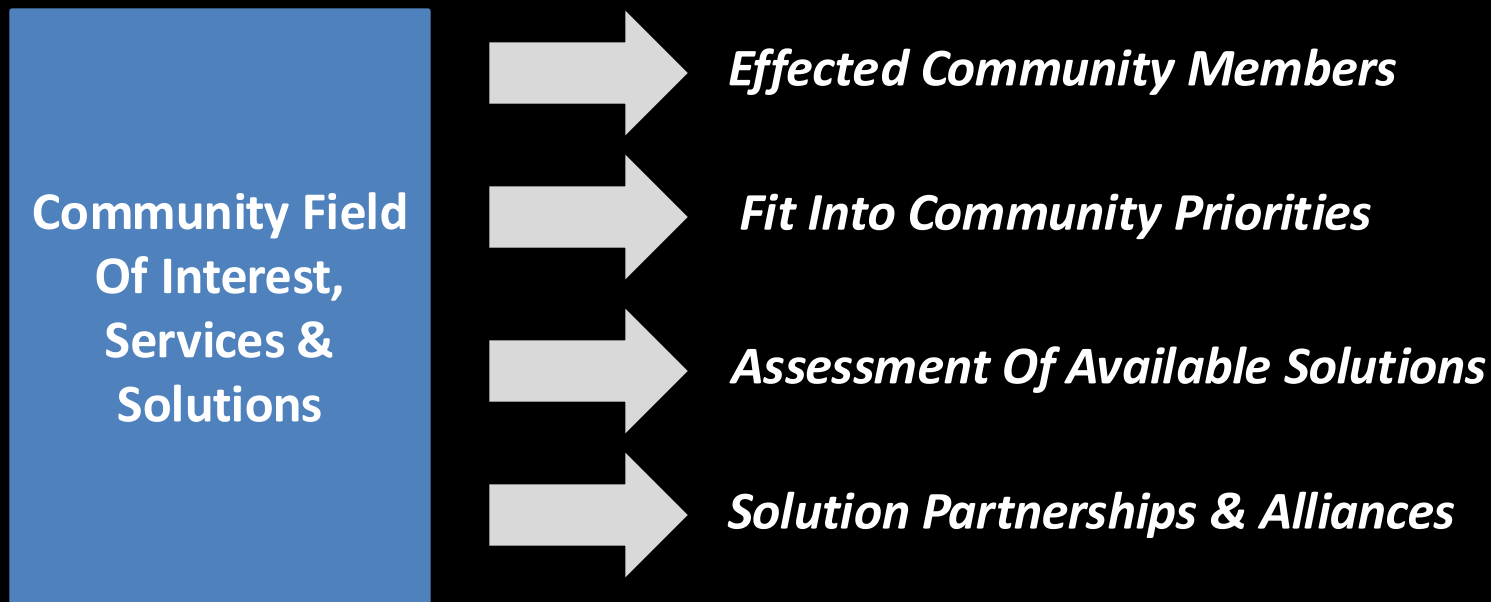 Community Field
Of Interest,
Services &
Solutions
Effected Community Members
Fit Into Community Priorities
Assessment Of Available Solutions
Solution Partnerships & Alliances